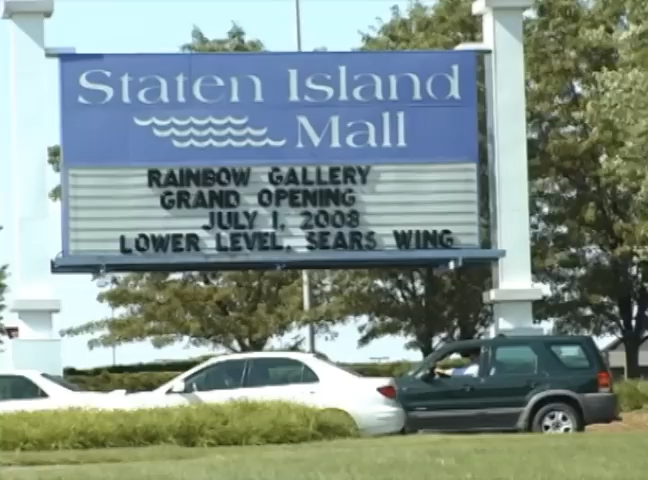 Staten Island
Mall
RAINBOW GALLERY
GRAND OPENING
JULY 1, 2008
LOWER LEVEL, SEARS WING